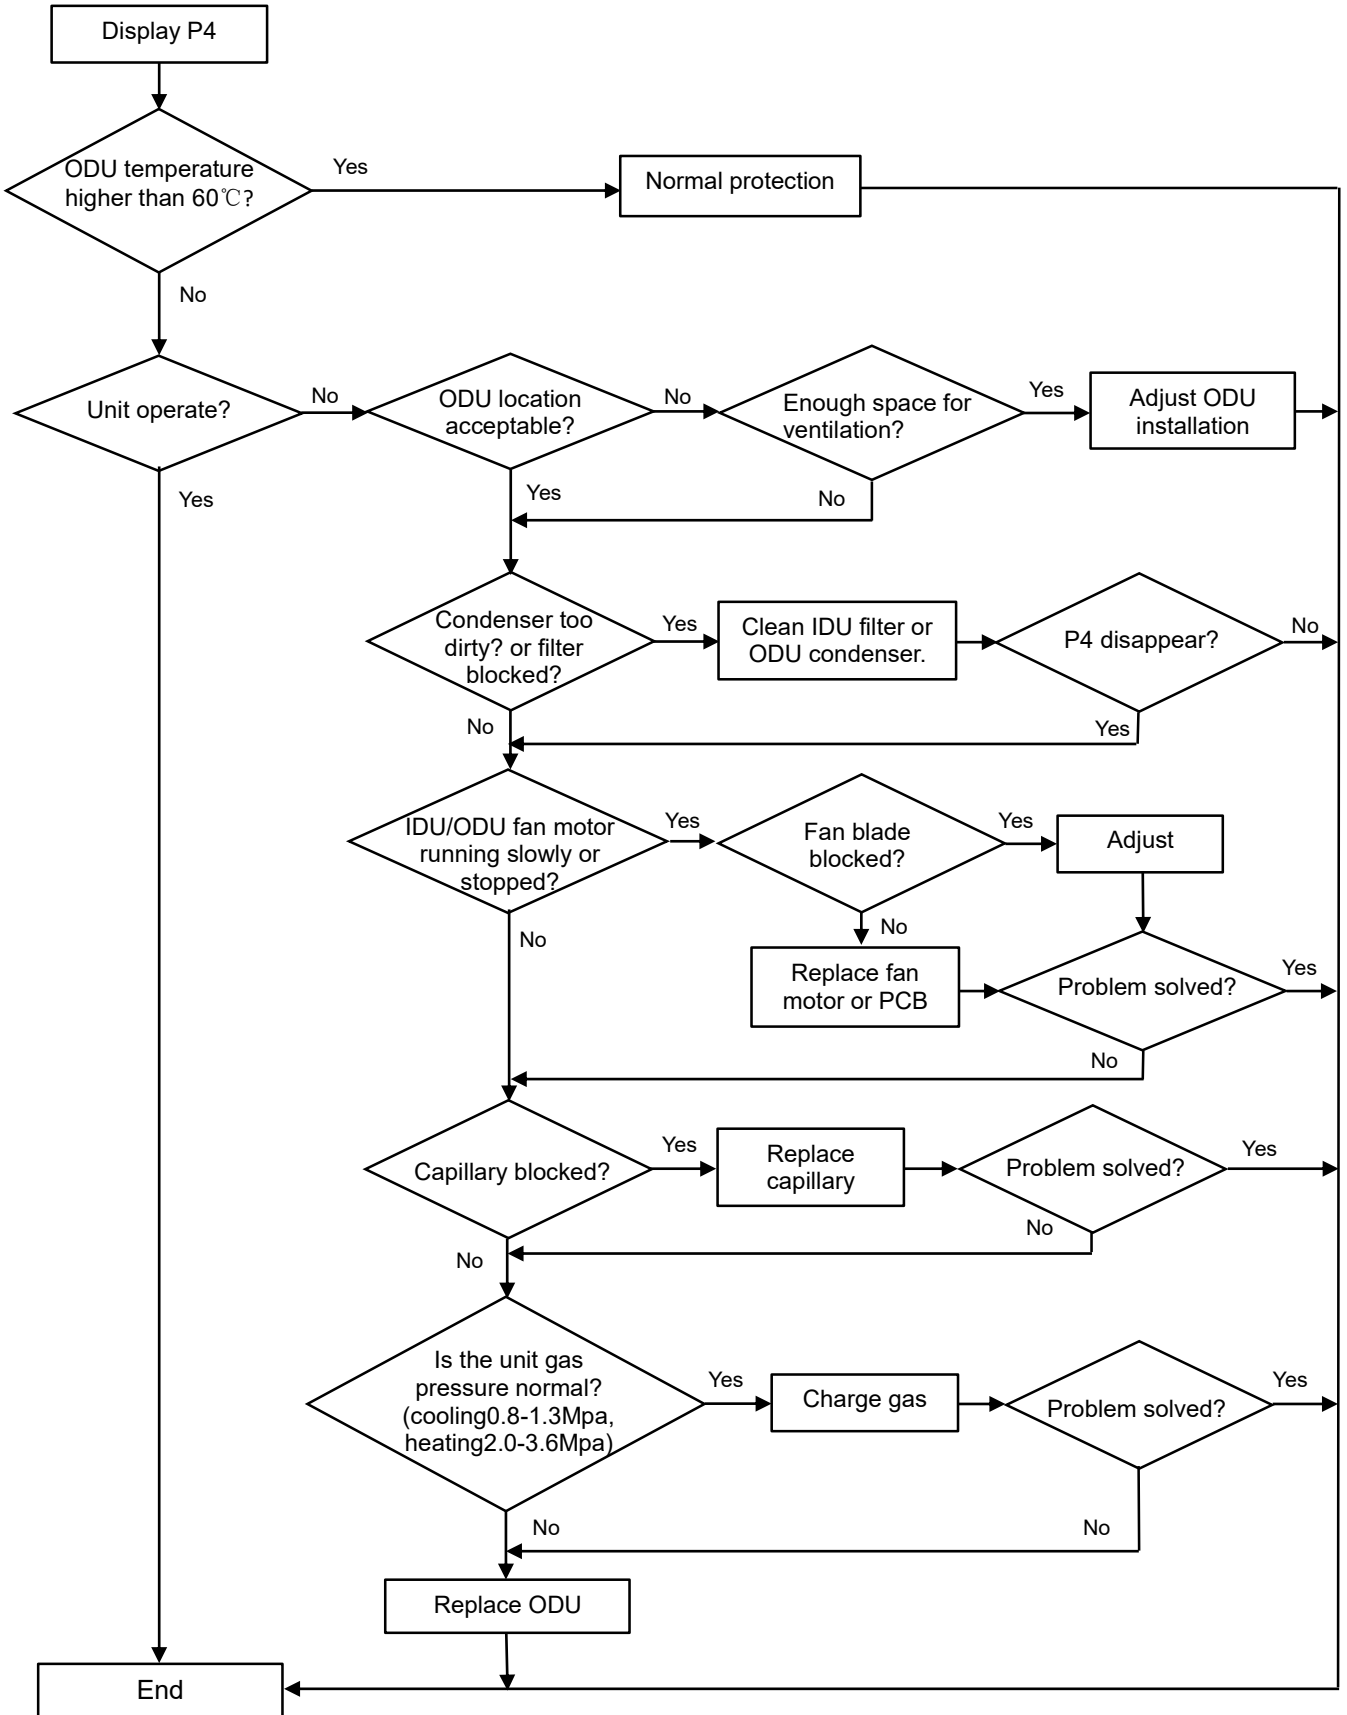 Display P4
ODU temperature
higher than 60℃?
Yes
Normal protection
No
Unit operate?
No
ODU location
acceptable?
No
Enough space for
ventilation?
Yes
Adjust ODU
installation
Yes
Yes
No
Condenser too
dirty? or filter
blocked?
Yes
Clean IDU filter or
ODU condenser.
P4 disappear?
No
No
Yes
IDU/ODU fan motor
running slowly or
stopped?
Yes
Fan blade
blocked?
Yes
Adjust
No
No
Replace fan
motor or PCB
Problem solved?
Yes
No
Capillary blocked?
Yes
Replace
capillary
Problem solved?
Yes
No
No
Is the unit gas
pressure normal?
(cooling0.8-1.3Mpa,
heating2.0-3.6Mpa)
Yes
Charge gas
Problem solved?
Yes
No
No
Replace ODU
End